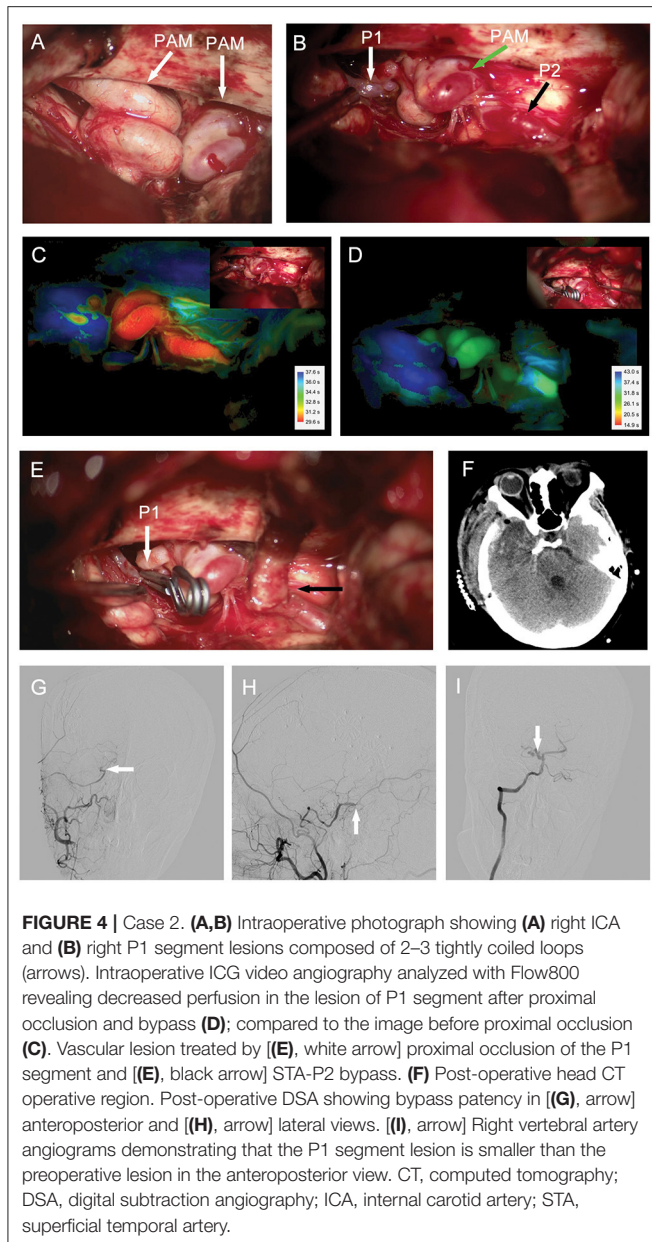 A
PAM
PAM
B
P1
PAM
P2
C
37.6 s
36.0 s
34.4 s
32.8 s
31.2 s
29.6 s
D
43.0 s
37.4 s
31.8 s
26.1 s
20.5 s
14.9 s
E
P1
F
G
H
I
FIGURE 4 | Case 2. (A,B) Intraoperative photograph showing (A) right ICA
and (B) right P1 segment lesions composed of 2–3 tightly coiled loops
(arrows). Intraoperative ICG video angiography analyzed with Flow800
revealing decreased perfusion in the lesion of P1 segment after proximal
occlusion and bypass (D); compared to the image before proximal occlusion
(C). Vascular lesion treated by [(E), white arrow] proximal occlusion of the P1
segment and [(E), black arrow] STA-P2 bypass. (F) Post-operative head CT
operative region. Post-operative DSA showing bypass patency in [(G), arrow]
anteroposterior and [(H), arrow] lateral views. [(I), arrow] Right vertebral artery
angiograms demonstrating that the P1 segment lesion is smaller than the
preoperative lesion in the anteroposterior view. CT, computed tomography;
DSA, digital subtraction angiography; ICA, internal carotid artery; STA,
superficial temporal artery.